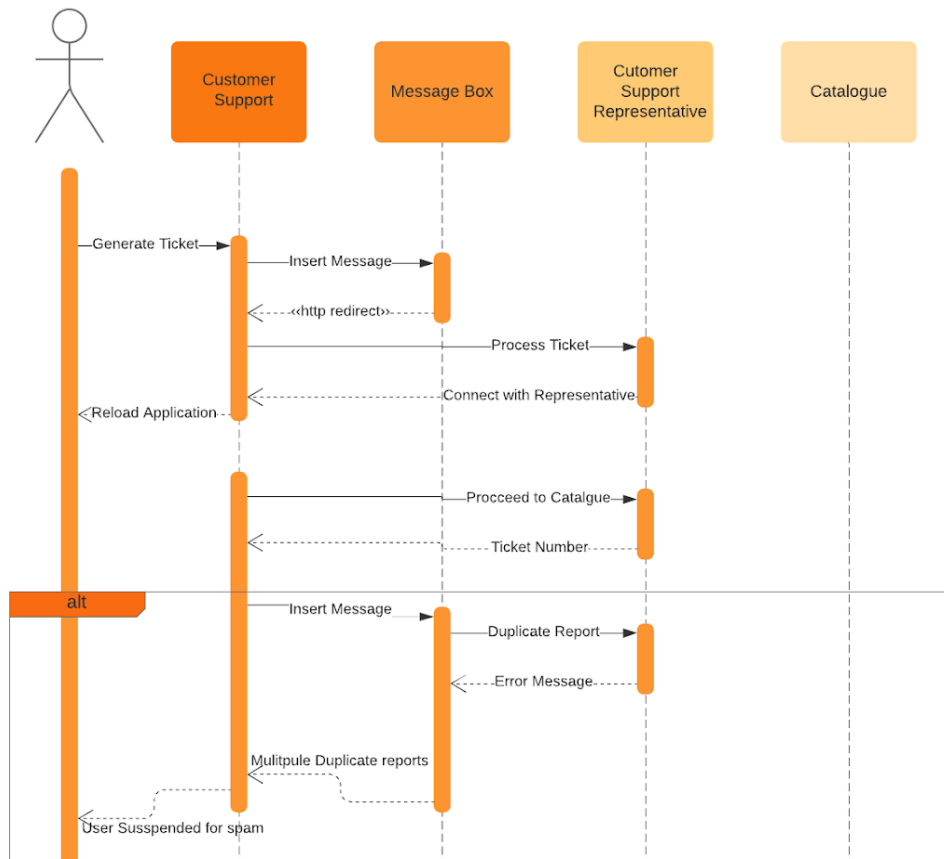 Customer
Support
Message Box
Cutomer
Support
Representative
Catalogue
Generate Ticket
Insert Message
‹‹http redirect››
Process Ticket
Connect with Representative
Reload Application
Procceed to Catalgue
Ticket Number
alt
Insert Message
Duplicate Report
Error Message
Mulitpule Duplicate reports
User Susspended for spam